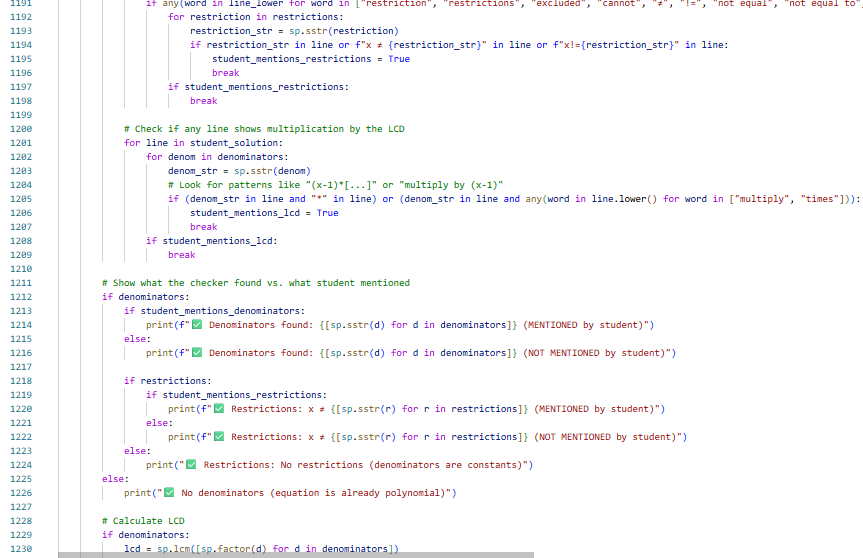 1191 if any(word in line_lower for word in ["restriction", "restrictions", "excluded", "cannot", "≠", "!=", "not equal", "not equal to",
1192 for restriction in restrictions:
1193 restriction_str = sp.sstr(restriction)
1194 if restriction_str in line or f"x ≠ {restriction_str}" in line or f"x!={restriction_str}" in line:
1195 student_mentions_restrictions = True
1196 break
1197 if student_mentions_restrictions:
1198 break
1199
1200 # Check if any line shows multiplication by the LCD
1201 for line in student_solution:
1202 for denom in denominators:
1203 denom_str = sp.sstr(denom)
1204 # Look for patterns like "(x-1)*[...]" or "multiply by (x-1)"
1205 if (denom_str in line and "*" in line) or (denom_str in line and any(word in line.lower() for word in ["multiply", "times"])):
1206 student_mentions_lcd = True
1207 break
1208 if student_mentions_lcd:
1209 break
1210
1211 # Show what the checker found vs. what student mentioned
1212 if denominators:
1213 if student_mentions_denominators:
1214 print(f"✅ Denominators found: {[sp.sstr(d) for d in denominators]} (MENTIONED by student)")
1215 else:
1216 print(f"✅ Denominators found: {[sp.sstr(d) for d in denominators]} (NOT MENTIONED by student)")
1217
1218 if restrictions:
1219 if student_mentions_restrictions:
1220 print(f"✅ Restrictions: x ≠ {[sp.sstr(r) for r in restrictions]} (MENTIONED by student)")
1221 else:
1222 print(f"✅ Restrictions: x ≠ {[sp.sstr(r) for r in restrictions]} (NOT MENTIONED by student)")
1223 else:
1224 print("✅ Restrictions: No restrictions (denominators are constants)")
1225 else:
1226 print("✅ No denominators (equation is already polynomial)")
1227
1228 # Calculate LCD
1229 if denominators:
1230 lcd = sp.lcm([sp.factor(d) for d in denominators])